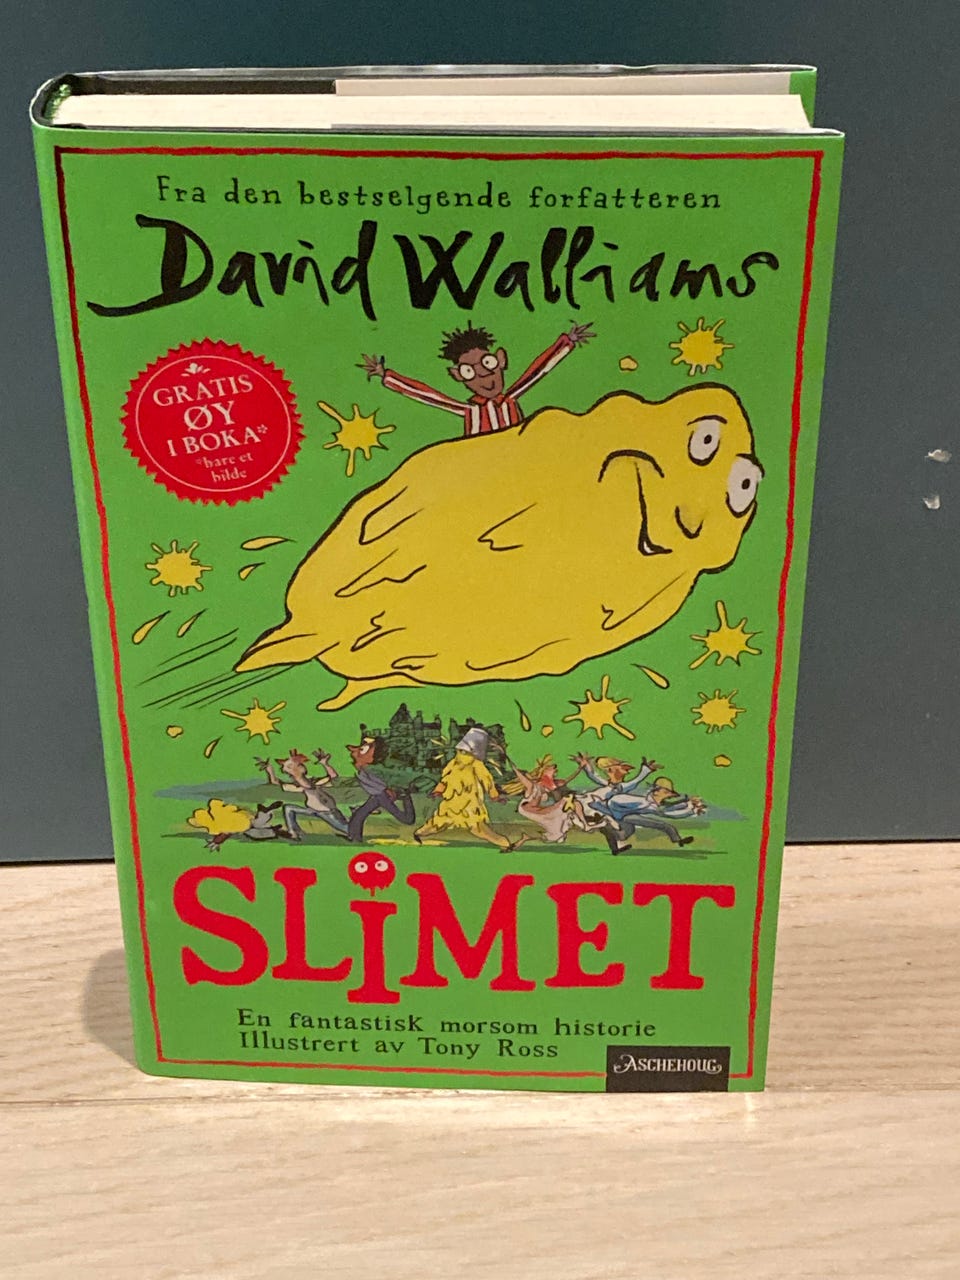 Fra den bestselgende forfatteren
David Walliams
GRATIS
ØY
I BOKA*
*bare et
bilde
SLIMET
En fantastisk morsom historie
Illustrert av Tony Ross
ASCHEHOUG